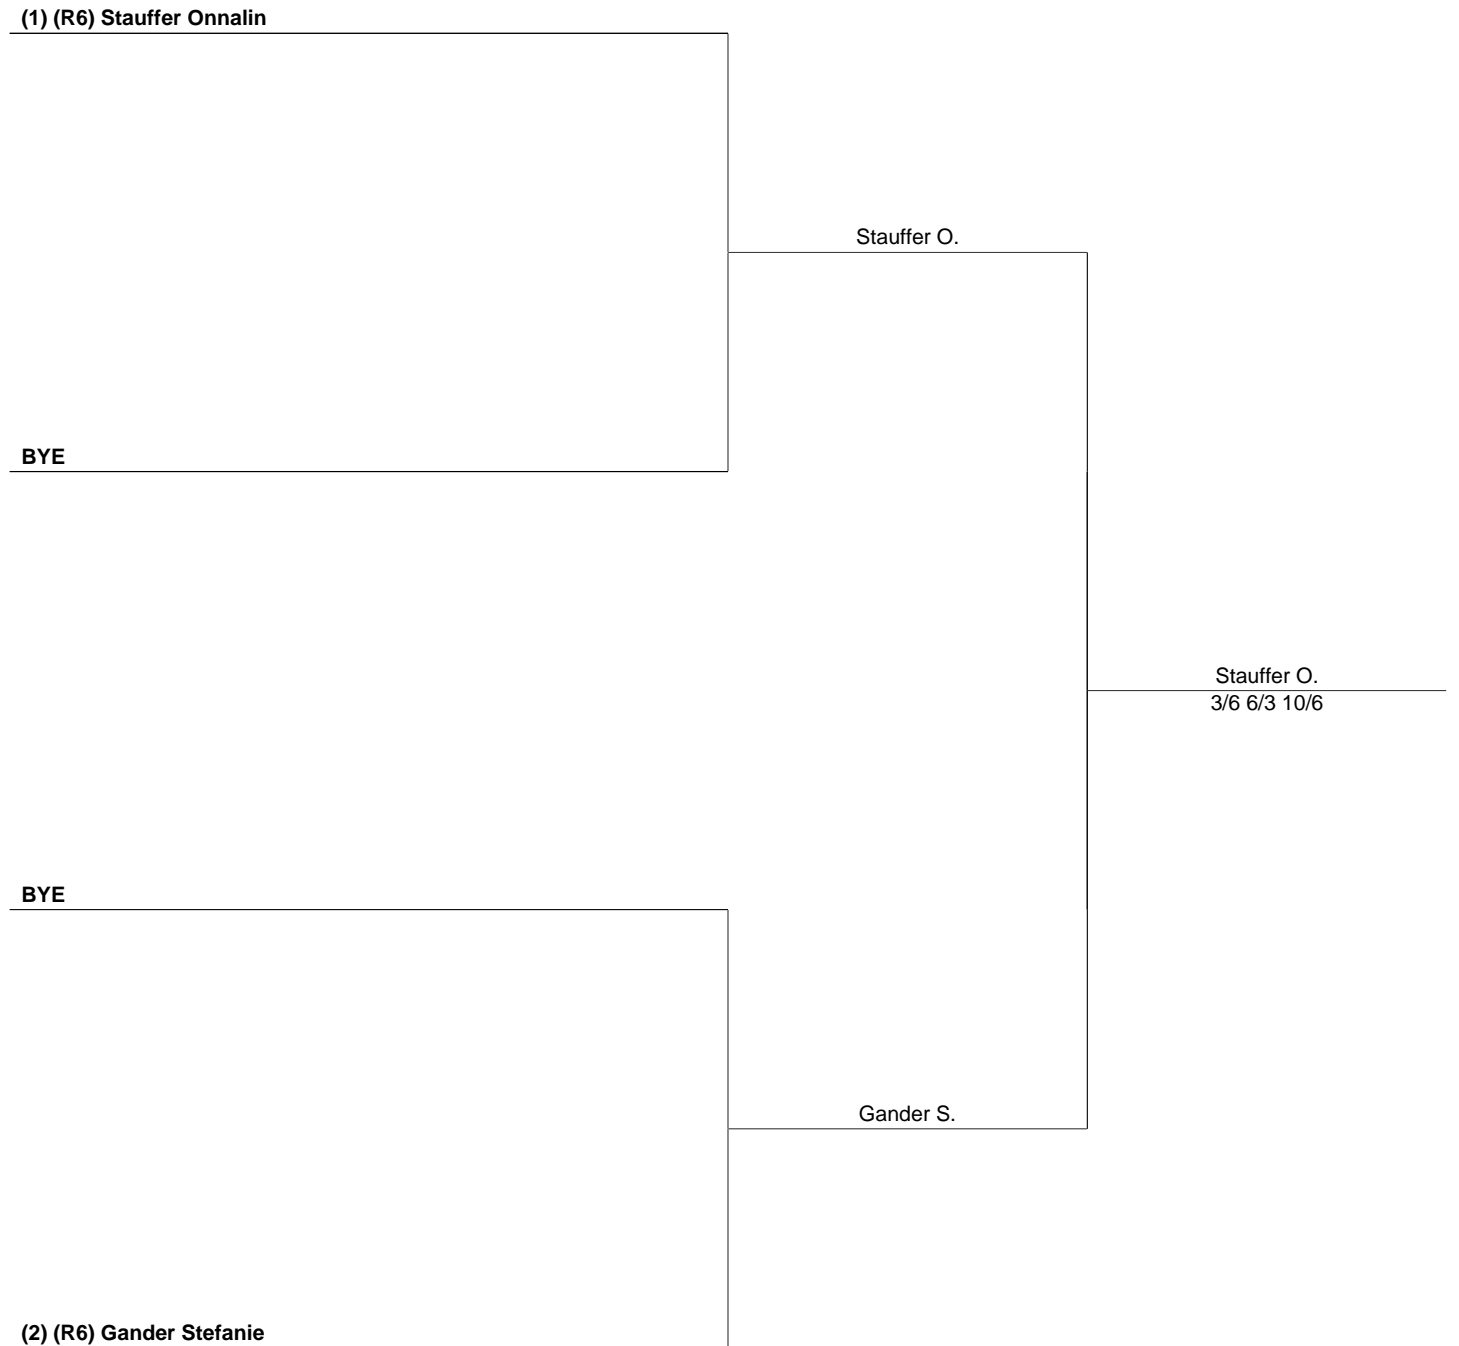 (1) (R6) Stauffer Onnalin
Stauffer O.
BYE
Stauffer O.
3/6 6/3 10/6
BYE
Gander S.
(2) (R6) Gander Stefanie